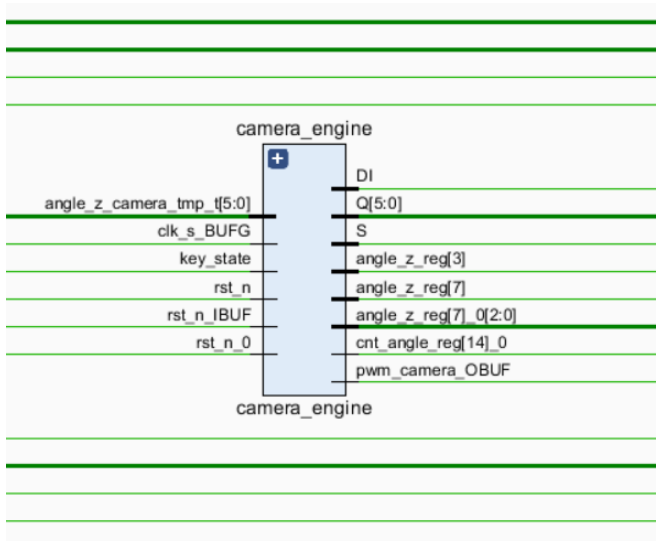 camera_engine
DI
angle_z_camera_tmp_t[5:0]
Q[5:0]
clk_s_BUFG
S
key_state
angle_z_reg[3]
rst_n
angle_z_reg[7]
rst_n_IBUF
angle_z_reg[7]_0[2:0]
rst_n_0
cnt_angle_reg[14]_0
pwm_camera_OBUF
camera_engine